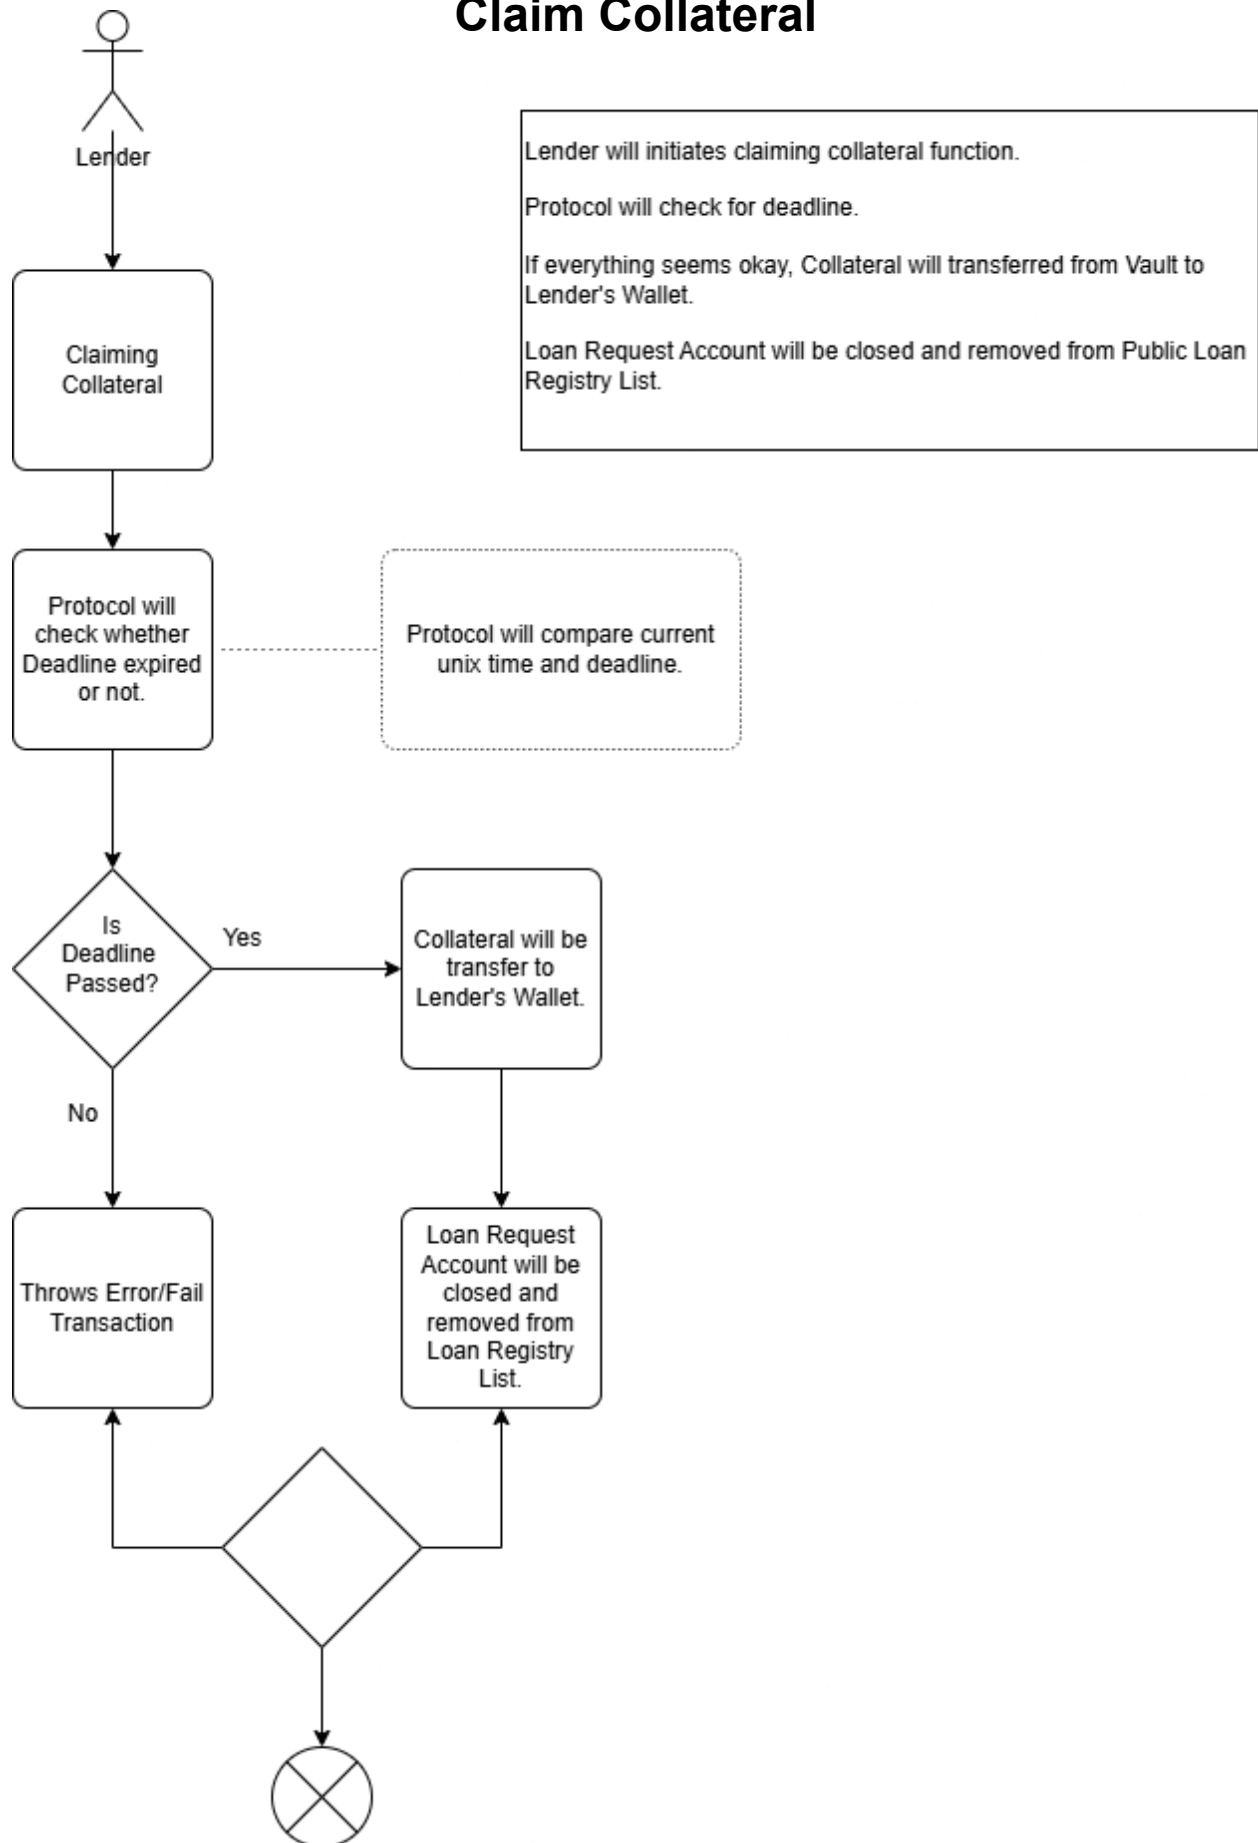 Claim Collateral
Lender
Lender will initiates claiming collateral function.
Protocol will check for deadline.
If everything seems okay, Collateral will transferred from Vault to
Lender's Wallet.
Loan Request Account will be closed and removed from Public Loan
Registry List.
Claiming
Collateral
Protocol will
check whether
Deadline expired
or not.
Protocol will compare current
unix time and deadline.
Is
Deadline
Passed?
Yes
Collateral will be
transfer to
Lender's Wallet.
No
Throws Error/Fail
Transaction
Loan Request
Account will be
closed and
removed from
Loan Registry
List.